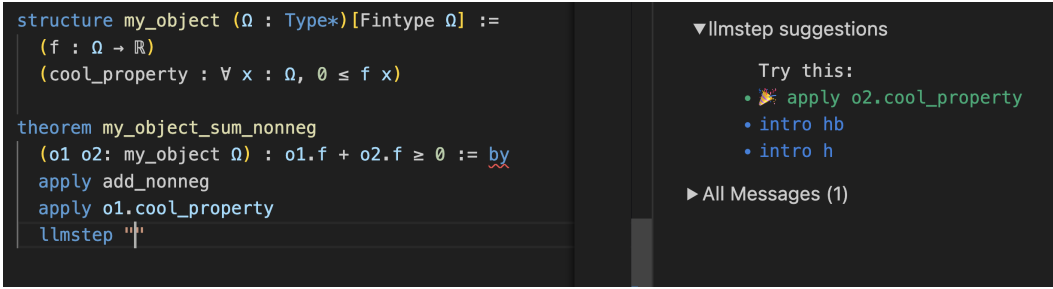 structure my_object (Ω : Type*)[Fintype Ω] :=
(f : Ω → ℝ)
(cool_property : ∀ x : Ω, 0 ≤ f x)
theorem my_object_sum_nonneg
(o1 o2: my_object Ω) : o1.f + o2.f ≥ 0 := by
apply add_nonneg
apply o1.cool_property
llmstep ""
▼llmstep suggestions
Try this:
• 🎉 apply o2.cool_property
• intro hb
• intro h
▶All Messages (1)